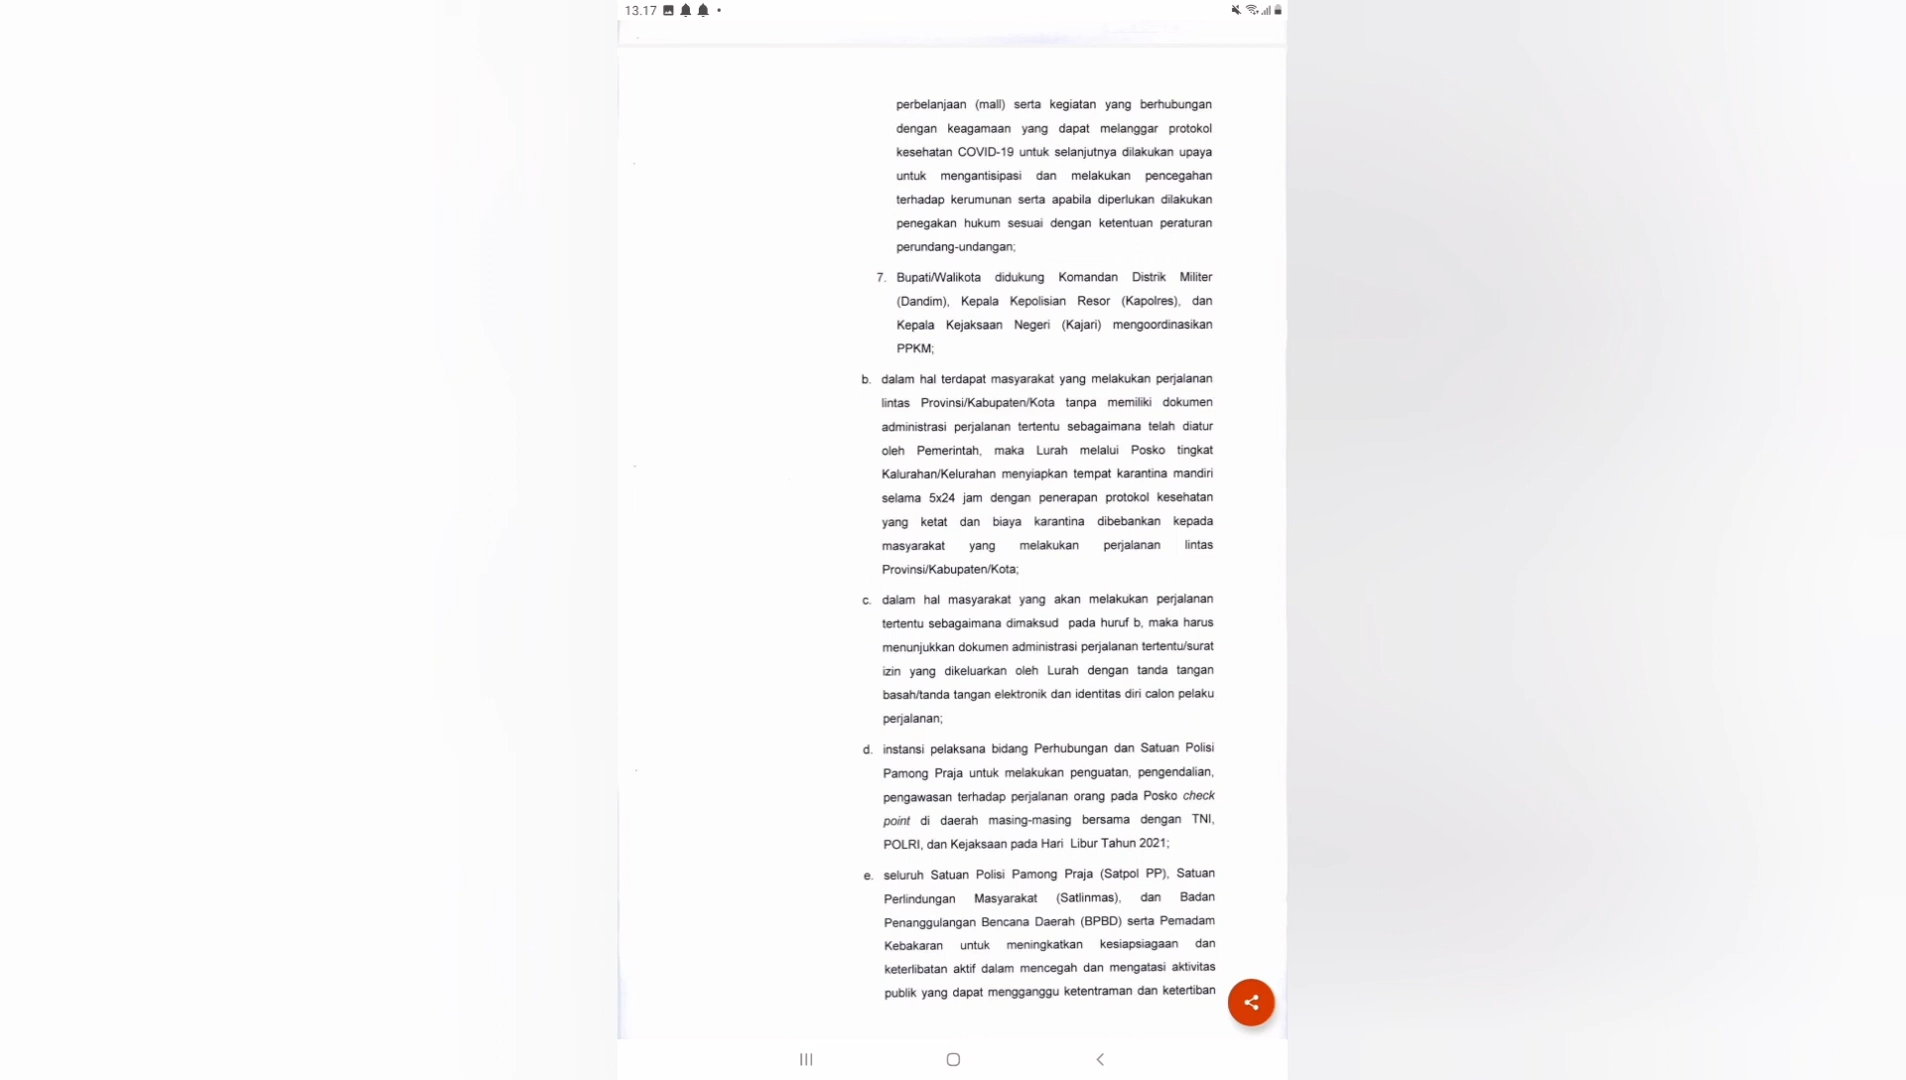 13.17
perbelanjaan (mall) serta kegiatan yang berhubungan
dengan keagamaan yang dapat melanggar protokol
kesehatan COVID-19 untuk selanjutnya dilakukan upaya
untuk mengantisipasi dan melakukan pencegahan
terhadap kerumunan serta apabila diperlukan dilakukan
penegakan hukum sesuai dengan ketentuan peraturan
perundang-undangan;
7. Bupati/Walikota didukung Komandan Distrik Militer
(Dandim), Kepala Kepolisian Resor (Kapolres), dan
Kepala Kejaksaan Negeri (Kajari) mengoordinasikan
PPKM;
b. dalam hal terdapat masyarakat yang melakukan perjalanan
lintas Provinsi/Kabupaten/Kota tanpa memiliki dokumen
administrasi perjalanan tertentu sebagaimana telah diatur
oleh Pemerintah, maka Lurah melalui Posko tingkat
Kalurahan/Kelurahan menyiapkan tempat karantina mandiri
selama 5x24 jam dengan penerapan protokol kesehatan
yang ketat dan biaya karantina dibebankan kepada
masyarakat yang melakukan perjalanan lintas
Provinsi/Kabupaten/Kota;
c. dalam hal masyarakat yang akan melakukan perjalanan
tertentu sebagaimana dimaksud pada huruf b, maka harus
menunjukkan dokumen administrasi perjalanan tertentu/surat
izin yang dikeluarkan oleh Lurah dengan tanda tangan
basah/tanda tangan elektronik dan identitas diri calon pelaku
perjalanan;
d. instansi pelaksana bidang Perhubungan dan Satuan Polisi
Pamong Praja untuk melakukan penguatan, pengendalian,
pengawasan terhadap perjalanan orang pada Posko check
point di daerah masing-masing bersama dengan TNI,
POLRI, dan Kejaksaan pada Hari Libur Tahun 2021;
e. seluruh Satuan Polisi Pamong Praja (Satpol PP), Satuan
Perlindungan Masyarakat (Satlinmas), dan Badan
Penanggulangan Bencana Daerah (BPBD) serta Pemadam
Kebakaran untuk meningkatkan kesiapsiagaan dan
keterlibatan aktif dalam mencegah dan mengatasi aktivitas
publik yang dapat mengganggu ketentraman dan ketertiban